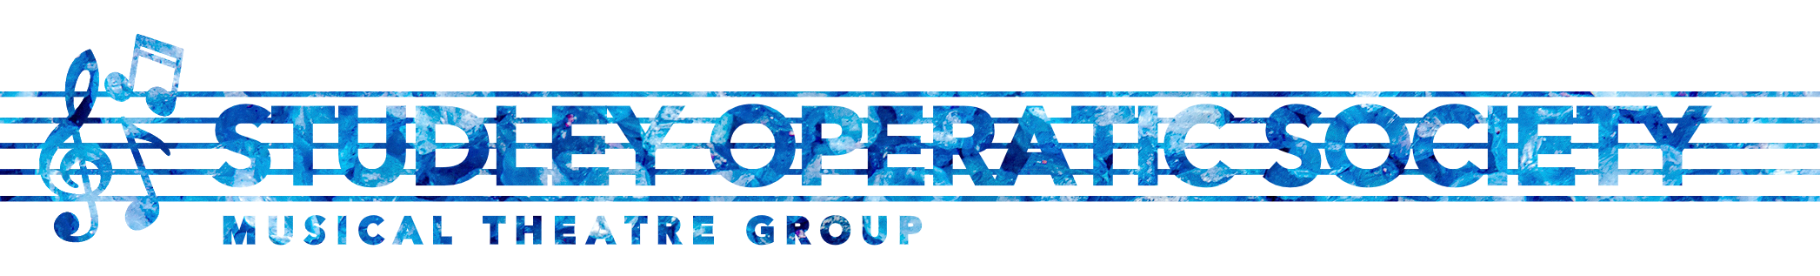 STUDLEY OPERATIC SOCIETY
MUSICAL THEATRE GROUP